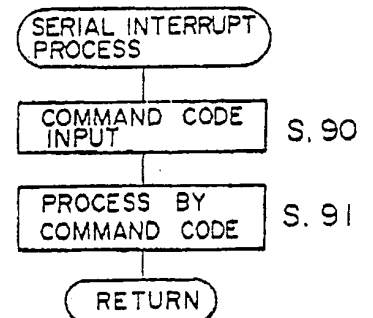 SERIAL INTERRUPT
PROCESS
COMMAND CODE
INPUT
S. 90
PROCESS BY
COMMAND CODE
S. 91
RETURN